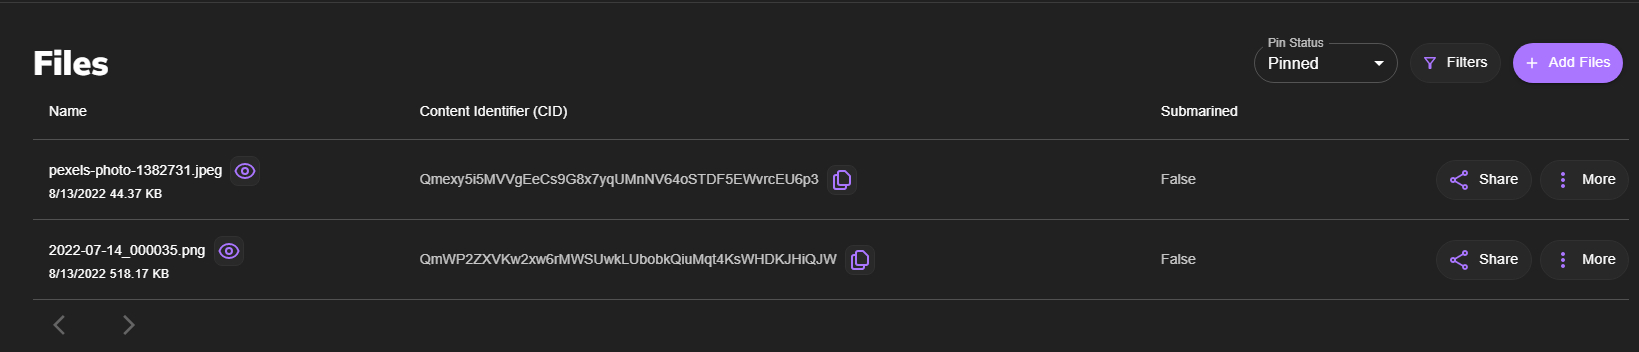 Files
Pin Status
Pinned
Filters
+ Add Files
Name Content Identifier (CID) Submarined
pexels-photo-1382731.jpeg
8/13/2022 44.37 KB
Qmexy5i5MVVgEeCs9G8x7yqUMnNV64oSTDF5EWvrcEU6p3
False
Share
More
2022-07-14_000035.png
8/13/2022 518.17 KB
QmWP2ZXVKw2xw6rMWSUwkLUbobkQiuMqt4KsWHDKJHiQJW
False
Share
More